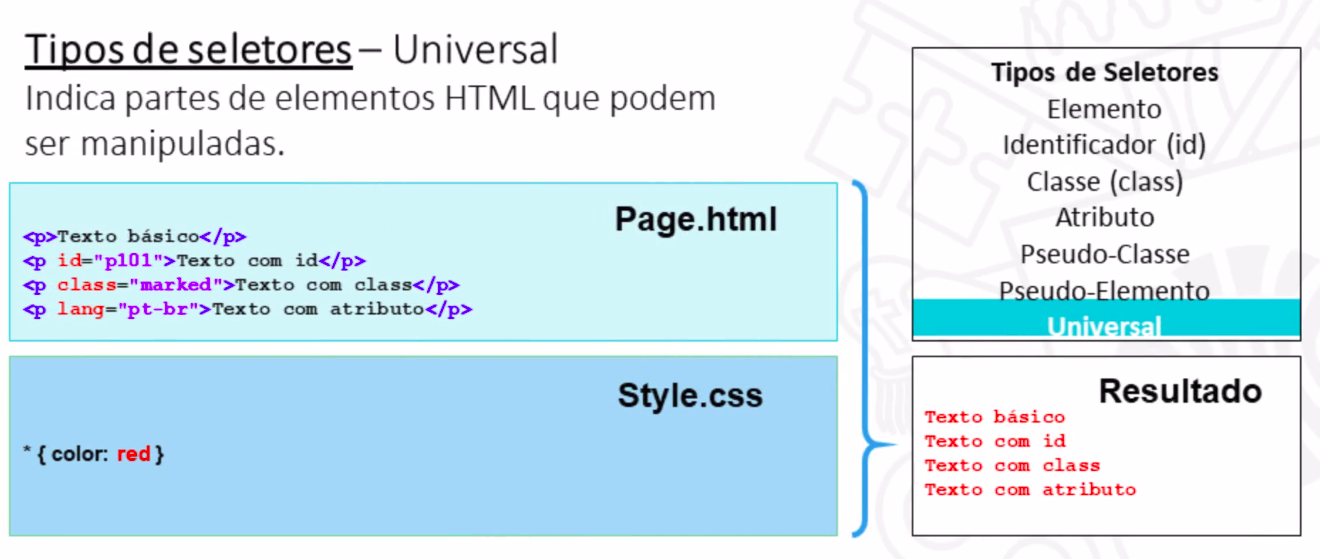 Tipos de seletores – Universal
Indica partes de elementos HTML que podem
ser manipuladas.
Page.html
<p>Texto básico</p>
<p id="p101">Texto com id</p>
<p class="marked">Texto com class</p>
<p lang="pt-br">Texto com atributo</p>
Style.css
* { color: red }
Tipos de Seletores
Elemento
Identificador (id)
Classe (class)
Atributo
Pseudo-Classe
Pseudo-Elemento
Universal
Resultado
Texto básico
Texto com id
Texto com class
Texto com atributo